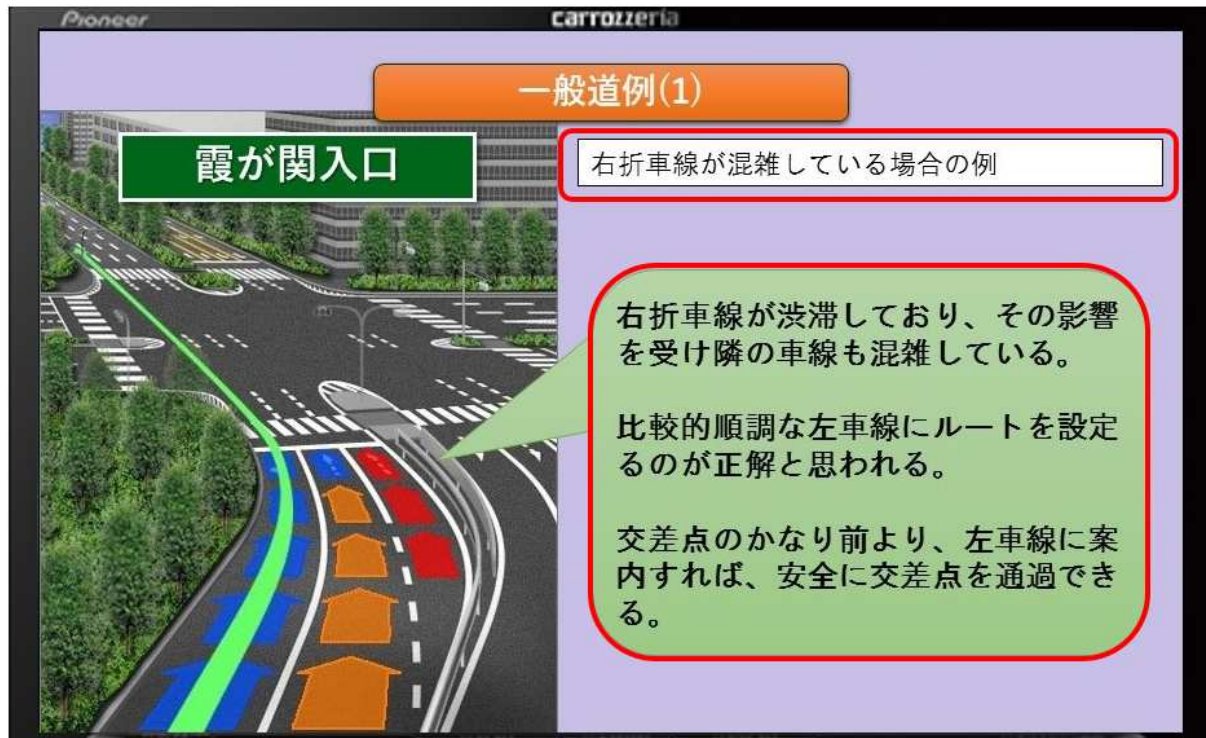 Pioneer
carrozzeria
一般道例(1)
霞が関入口
右折車線が混雑している場合の例
右折車線が渋滞しており、その影響
を受け隣の車線も混雑している。
比較的順調な左車線にルートを設定
るのが正解と思われる。
交差点のかなり前より、左車線に案
内すれば、安全に交差点を通過でき
る。